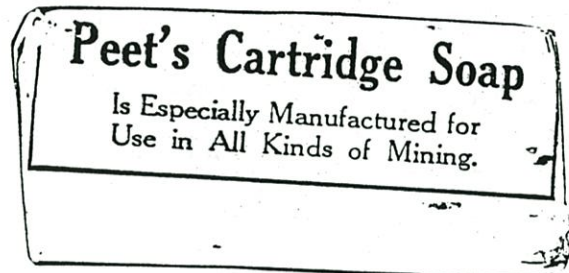 Peet's Cartridge Soap
Is Especially Manufactured for
Use in All Kinds of Mining.